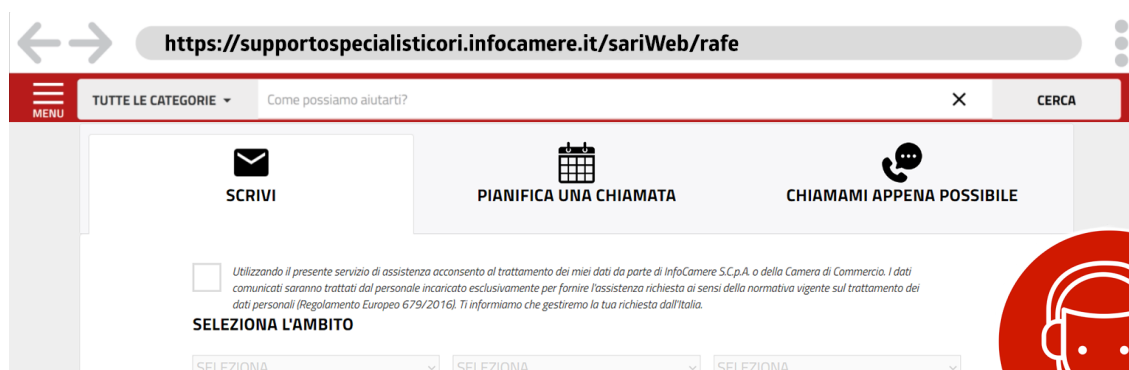 https://supportospecialisticori.infocamere.it/sariWeb/rafe
MENU
TUTTE LE CATEGORIE
Come possiamo aiutarti?
CERCA
SCRIVI
PIANIFICA UNA CHIAMATA
CHIAMAMI APPENA POSSIBILE
Utilizzando il presente servizio di assistenza acconsento al trattamento dei miei dati da parte di InfoCamere S.C.p.A. o della Camera di Commercio. I dati
comunicati saranno trattati dal personale incaricato esclusivamente per fornire l'assistenza richiesta ai sensi della normativa vigente sul trattamento dei
dati personali (Regolamento Europeo 679/2016). Ti informiamo che gestiremo la tua richiesta dall'Italia.
SELEZIONA L'AMBITO
SELEZIONA
SELEZIONA
SELEZIONA